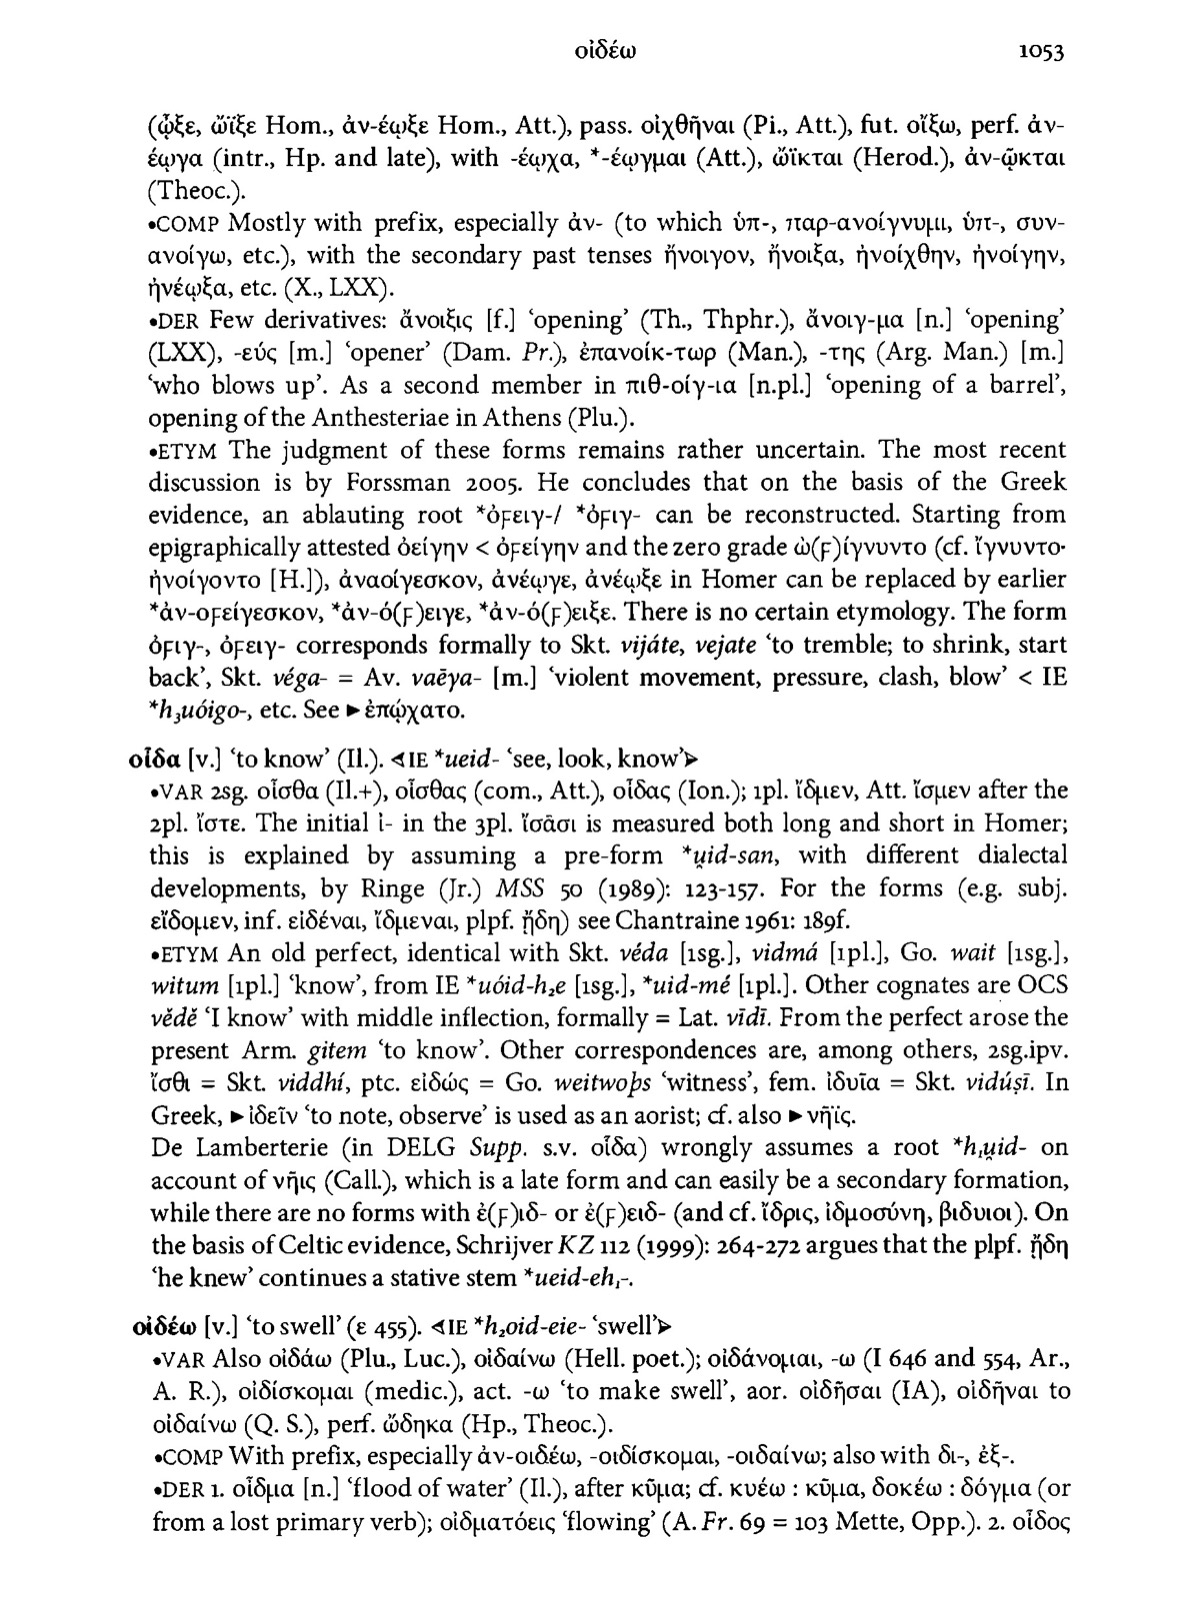 οἰδέω 1053
(ᾦξε, ὤϊξε Hom., ἀν-έῳξε Hom., Att.), pass. οἰχθῆναι (Pi., Att.), fut. οἴξω, perf. ἀν-
έῳγα (intr., Hp. and late), with -έῳχα, *-έῳγμαι (Att.), ὤϊκται (Herod.), ἀν-ῷκται
(Theoc.).
•COMP Mostly with prefix, especially ἀν- (to which ὑπ-, παρ-ανοίγνυμι, ὑπ-, συν-
ανοίγω, etc.), with the secondary past tenses ἤνοιγον, ἤνοιξα, ἠνοίχθην, ἠνοίγην,
ἠνέῳξα, etc. (X., LXX).
•DER Few derivatives: ἄνοιξις [f.] ‘opening’ (Th., Thphr.), ἄνοιγ-μα [n.] ‘opening’
(LXX), -εύς [m.] ‘opener’ (Dam. Pr.), ἐπανοίκ-τωρ (Man.), -της (Arg. Man.) [m.]
‘who blows up’. As a second member in πιθ-οίγ-ια [n.pl.] ‘opening of a barrel’,
opening of the Anthesteriae in Athens (Plu.).
•ETYM The judgment of these forms remains rather uncertain. The most recent
discussion is by Forssman 2005. He concludes that on the basis of the Greek
evidence, an ablauting root *ὀϝειγ-/ *ὀϝιγ- can be reconstructed. Starting from
epigraphically attested ὀείγην < ὀϝείγην and the zero grade ὠ(ϝ)ίγνυντο (cf. ἴγνυντο·
ἠνοίγοντο [H.]), ἀναοίγεσκον, ἀνέῳγε, ἀνέῳξε in Homer can be replaced by earlier
*ἀν-οϝείγεσκον, *ἀν-ό(ϝ)ειγε, *ἀν-ό(ϝ)ειξε. There is no certain etymology. The form
ὀϝιγ-, ὀϝειγ- corresponds formally to Skt. vijáte, vejate ‘to tremble; to shrink, start
back’, Skt. véga- = Av. vaēγa- [m.] ‘violent movement, pressure, clash, blow’ < IE
*h₃uóigo-, etc. See ►ἐπῴχατο.
οἶδα [v.] ‘to know’ (Il.). ⋖IE *ueid- ‘see, look, know’⋗
•VAR 2sg. οἶσθα (Il.+), οἶσθας (com., Att.), οἶδας (Ion.); 1pl. ἴδμεν, Att. ἴσμεν after the
2pl. ἴστε. The initial ἰ- in the 3pl. ἴσᾱσι is measured both long and short in Homer;
this is explained by assuming a pre-form *u̯id-san, with different dialectal
developments, by Ringe (Jr.) MSS 50 (1989): 123-157. For the forms (e.g. subj.
εἴδομεν, inf. εἰδέναι, ἴδμεναι, plpf. ᾔδη) see Chantraine 1961: 189f.
•ETYM An old perfect, identical with Skt. véda [1sg.], vidmá [1pl.], Go. wait [1sg.],
witum [1pl.] ‘know’, from IE *uóid-h₂e [1sg.], *uid-mé [1pl.]. Other cognates are OCS
vědě ‘I know’ with middle inflection, formally = Lat. vīdī. From the perfect arose the
present Arm. gitem ‘to know’. Other correspondences are, among others, 2sg.ipv.
ἴσθι = Skt. viddhí, ptc. εἰδώς = Go. weitwoþs ‘witness’, fem. ἰδυῖα = Skt. vidúṣī. In
Greek, ►ἰδεῖν ‘to note, observe’ is used as an aorist; cf. also ►νῆϊς.
De Lamberterie (in DELG Supp. s.v. οἶδα) wrongly assumes a root *h₁u̯id- on
account of νῆις (Call.), which is a late form and can easily be a secondary formation,
while there are no forms with ἐ(ϝ)ιδ- or ἐ(ϝ)ειδ- (and cf. ἴδρις, ἰδμοσύνη, βιδυιοι). On
the basis of Celtic evidence, Schrijver KZ 112 (1999): 264-272 argues that the plpf. ᾔδη
‘he knew’ continues a stative stem *ueid-eh₁-.
οἰδέω [v.] ‘to swell’ (ε 455). ⋖IE *h₂oid-eie- ‘swell’⋗
•VAR Also οἰδάω (Plu., Luc.), οἰδαίνω (Hell. poet.); οἰδάνομαι, -ω (I 646 and 554, Ar.,
A. R.), οἰδίσκομαι (medic.), act. -ω ‘to make swell’, aor. οἰδῆσαι (IA), οἰδῆναι to
οἰδαίνω (Q. S.), perf. ᾤδηκα (Hp., Theoc.).
•COMP With prefix, especially ἀν-οιδέω, -οιδίσκομαι, -οιδαίνω; also with δι-, ἐξ-.
•DER 1. οἶδμα [n.] ‘flood of water’ (Il.), after κῦμα; cf. κυέω : κῦμα, δοκέω : δόγμα (or
from a lost primary verb); οἰδματόεις ‘flowing’ (A. Fr. 69 = 103 Mette, Opp.). 2. οἶδος